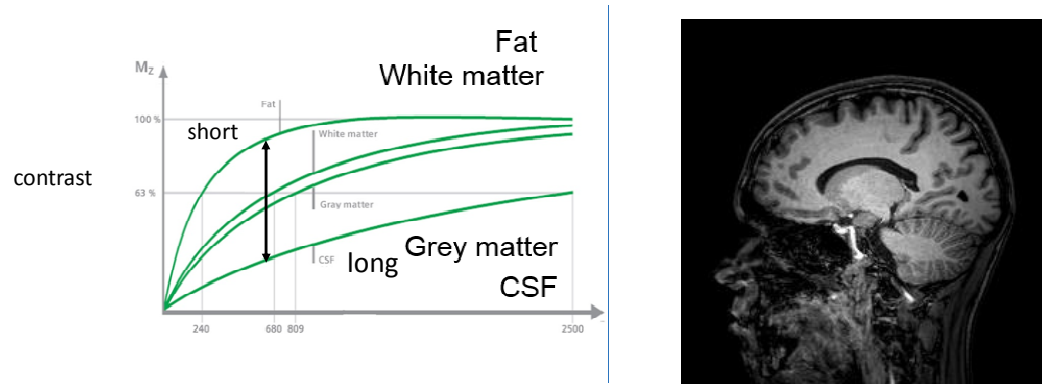 Fat
White matter
Mz
Fat
100 %
short
White matter
contrast
63 %
Gray matter
Grey matter
CSF
long
CSF
240
680
809
2500